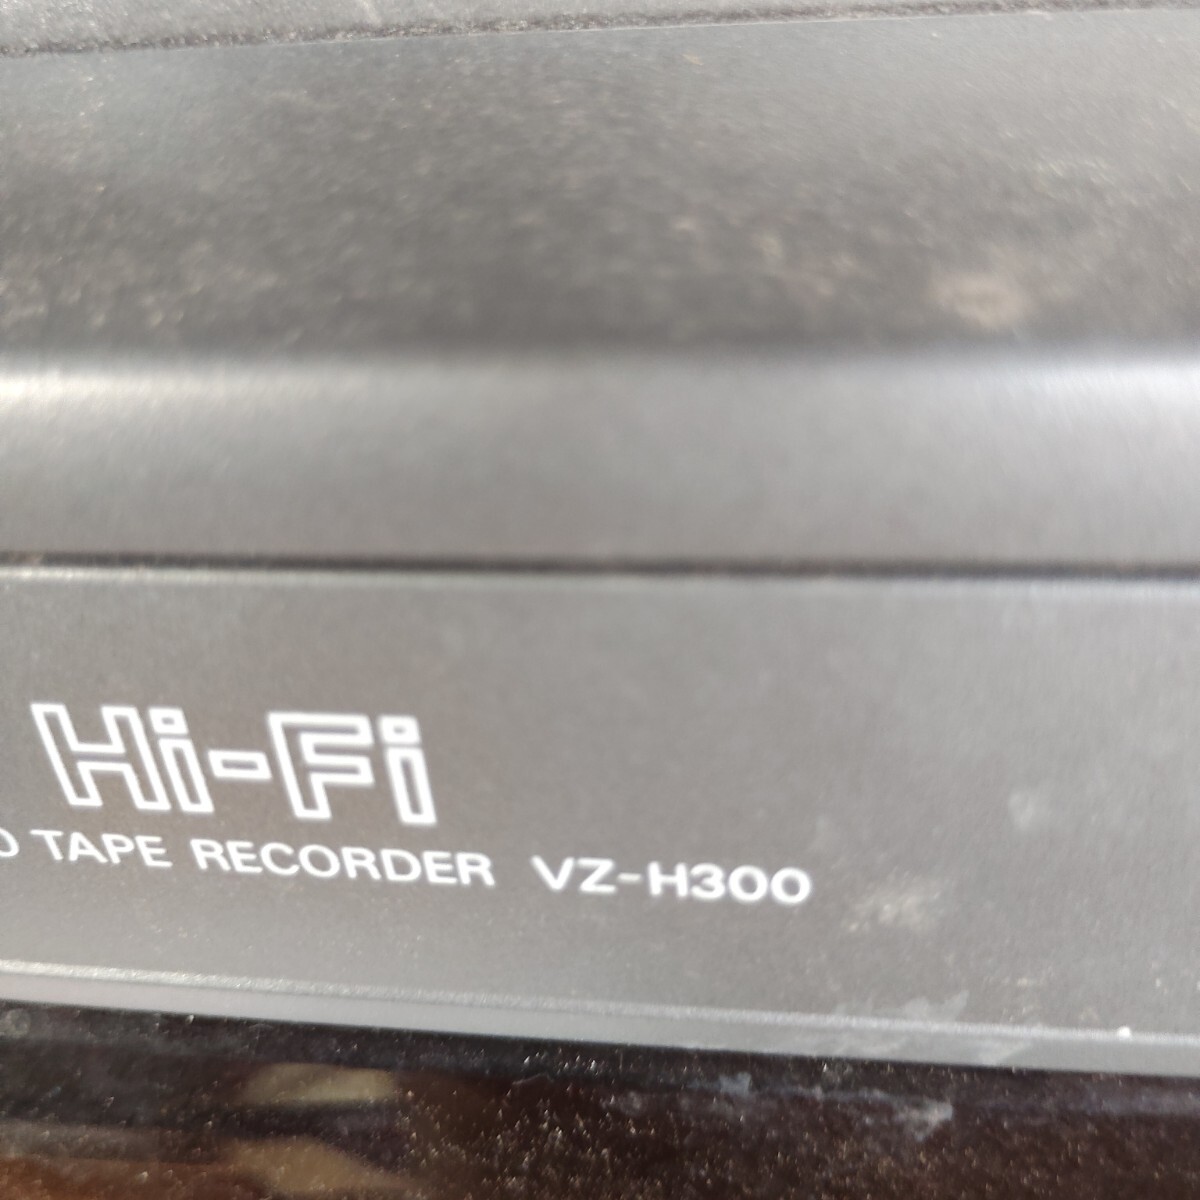 Hi-Fi
O TAPE RECORDER VZ-H300